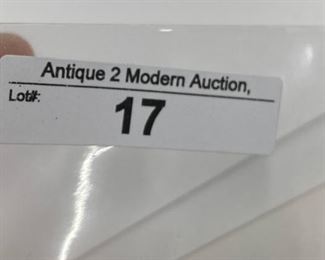 Antique 2 Modern Auction,
Lot#:
17